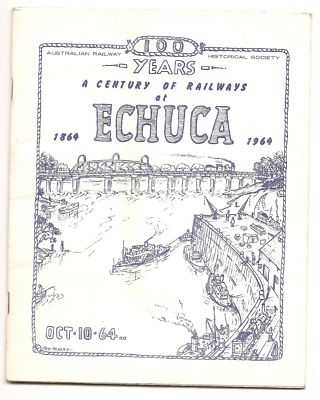 100
AUSTRALIAN RAILWAY HISTORICAL SOCIETY
YEARS
A CENTURY OF RAILWAYS
at
ECHUCA
1864 1964
OCT·10·64..